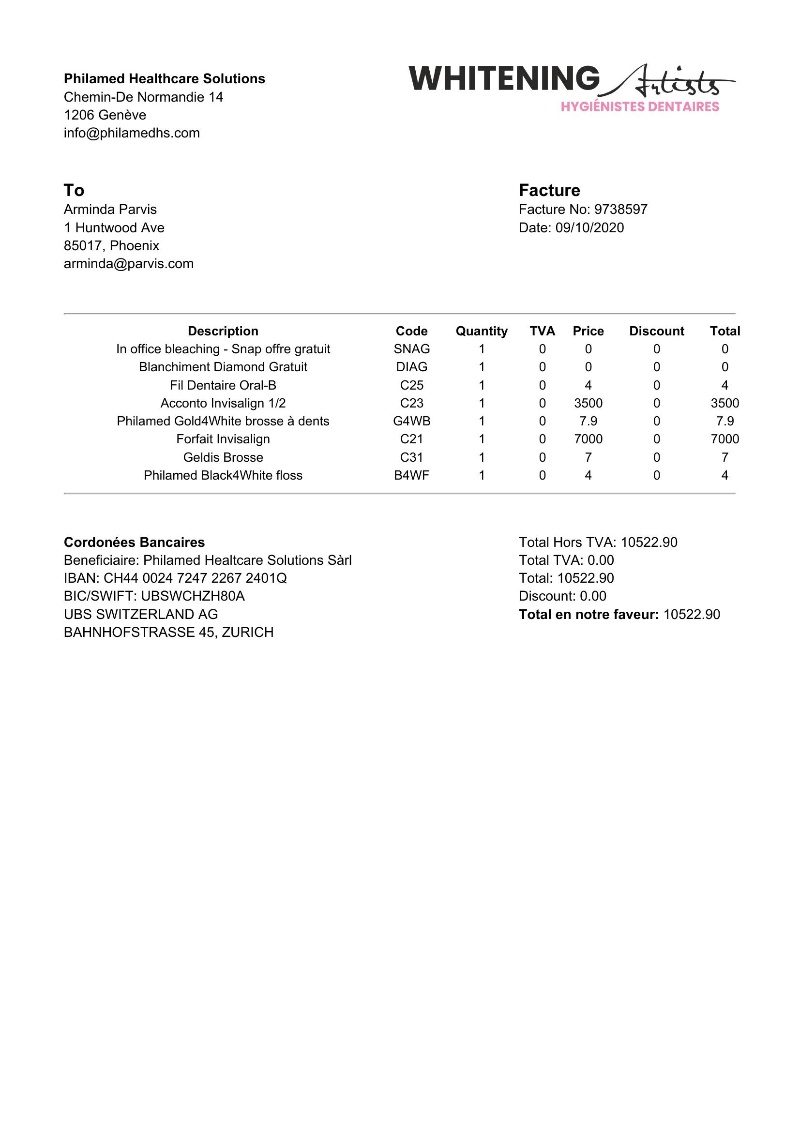 Philamed Healthcare Solutions
Chemin-De Normandie 14
1206 Genève
info@philamedhs.com
WHITENING Artists
HYGIÉNISTES DENTAIRES
To
Arminda Parvis
1 Huntwood Ave
85017, Phoenix
arminda@parvis.com
Facture
Facture No: 9738597
Date: 09/10/2020
Description Code Quantity TVA Price Discount Total
In office bleaching - Snap offre gratuit SNAG 1 0 0 0 0
Blanchiment Diamond Gratuit DIAG 1 0 0 0 0
Fil Dentaire Oral-B C25 1 0 4 0 4
Acconto Invisalign 1/2 C23 1 0 3500 0 3500
Philamed Gold4White brosse à dents G4WB 1 0 7.9 0 7.9
Forfait Invisalign C21 1 0 7000 0 7000
Geldis Brosse C31 1 0 7 0 7
Philamed Black4White floss B4WF 1 0 4 0 4
Cordonées Bancaires
Beneficiaire: Philamed Healtcare Solutions Sàrl
IBAN: CH44 0024 7247 2267 2401Q
BIC/SWIFT: UBSWCHZH80A
UBS SWITZERLAND AG
BAHNHOFSTRASSE 45, ZURICH
Total Hors TVA: 10522.90
Total TVA: 0.00
Total: 10522.90
Discount: 0.00
Total en notre faveur: 10522.90